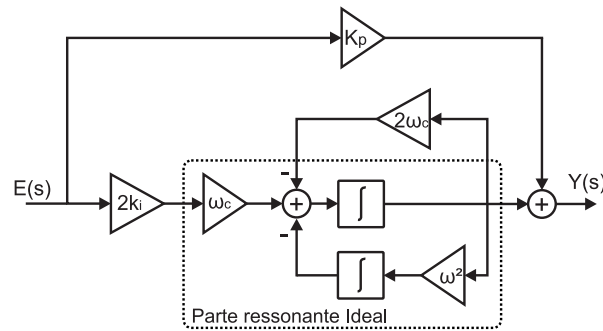 Kp
2ωc
E(s)
2ki
ωc
+
∫
+
Y(s)
∫
ω²
Parte ressonante Ideal
-
-